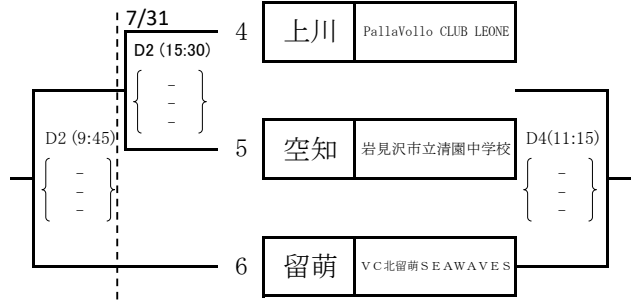 7/31
4 上川 PallaVollo CLUB LEONE
D2 (15:30)
{ – }
–
–
D2 (9:45)
5 空知 岩見沢市立清園中学校
D4(11:15)
{ – }
–
–
{ – }
–
–
6 留萌 ＶＣ北留萌ＳＥＡＷＡＶＥＳ